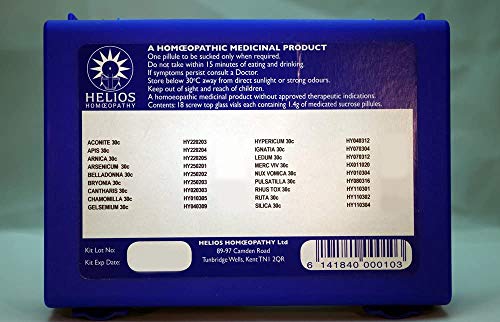 HELIOS
HOMŒOPATHY
A HOMŒOPATHIC MEDICINAL PRODUCT
One pillule to be sucked only when required.
Do not take within 15 minutes of eating and drinking.
If symptoms persist consult a Doctor.
Store below 30°C away from direct sunlight or strong odours.
Keep out of sight and reach of children.
A homoeopathic medicinal product without approved therapeutic indications.
Contents: 18 screw top glass vials each containing 1.4g of medicated sucrose pillules.
ACONITE 30c HY220203
APIS 30c HY220204
ARNICA 30c HY220205
ARSENICUM 30c HY250201
BELLADONNA 30c HY250202
BRYONIA 30c HY250203
CANTHARIS 30c HY020203
CHAMOMILLA 30c HY010305
GELSEMIUM 30c HY040309
HYPERICUM 30c HY040312
IGNATIA 30c HY070304
LEDUM 30c HY070312
MERC VIV 30c HX011020
NUX VOMICA 30c HY010304
PULSATILLA 30c HY080316
RHUS TOX 30c HY110301
RUTA 30c HY110302
SILICA 30c HY110304
Kit Lot No:
Kit Exp Date:
HELIOS HOMŒOPATHY Ltd
89-97 Camden Road
Tunbridge Wells, Kent TN1 2QR
6 141840 000103